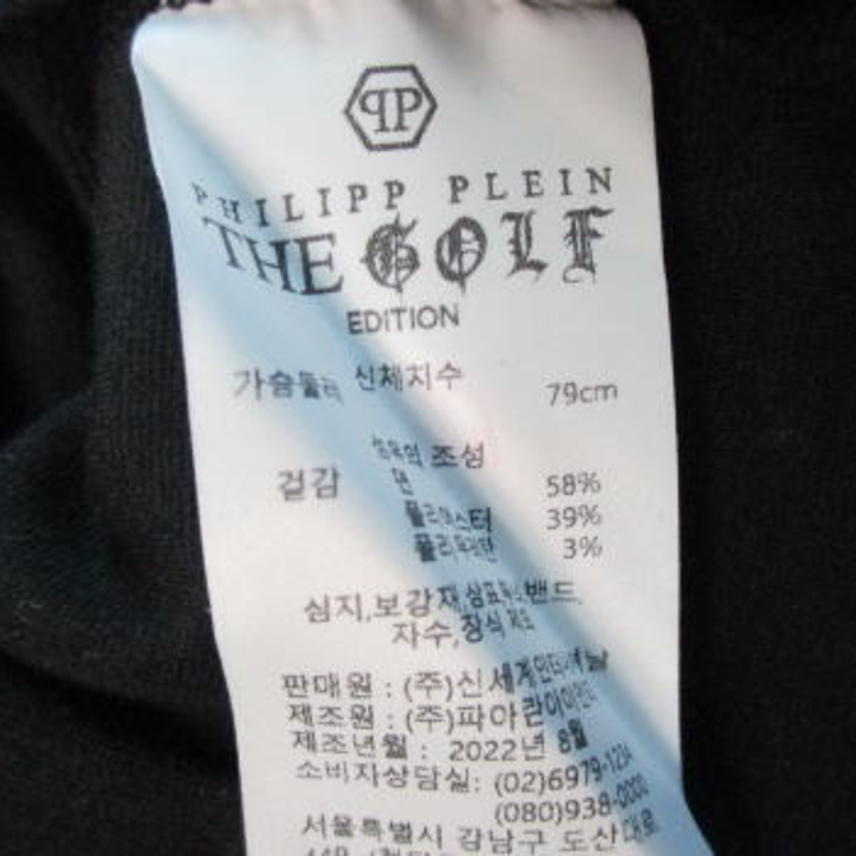 PP
PHILIPP PLEIN
THE GOLF
EDITION
가슴둘레 신체치수 79cm
섬유의 조성
겉감 면 58%
폴리에스터 39%
폴리우레탄 3%
심지,보강재,상표,밴드,
자수,장식 제외
판매원 : (주)신세계인터내셔날
제조원 : (주)파아란
제조년월 : 2022년 8월
소비자상담실: (02)6979-1234
(080)938-0000
서울특별시 강남구 도산대로